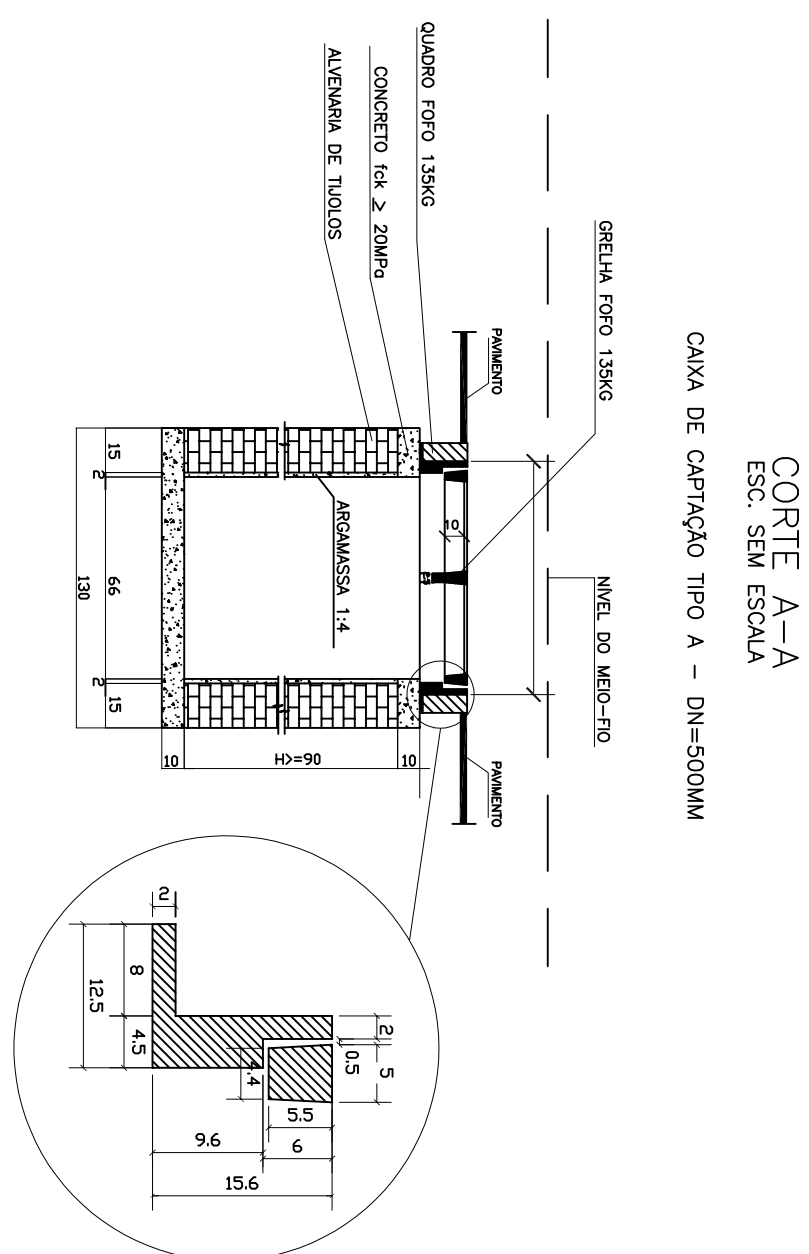 CORTE A-A
ESC. SEM ESCALA
CAIXA DE CAPTAÇÃO TIPO A - DN=500MM
GRELHA FOFO 135KG
NIVEL DO MEIO-FIO
QUADRO FOFO 135KG
CONCRETO fck ≥ 20MPa
ALVENARIA DE TIJOLOS
PAVIMENTO
PAVIMENTO
10
ARGAMASSA 1:4
10
H>=90
10
15
2
66
2
15
130
2
8
4.5
12.5
2
0.5
5
4.4
5.5
6
9.6
15.6